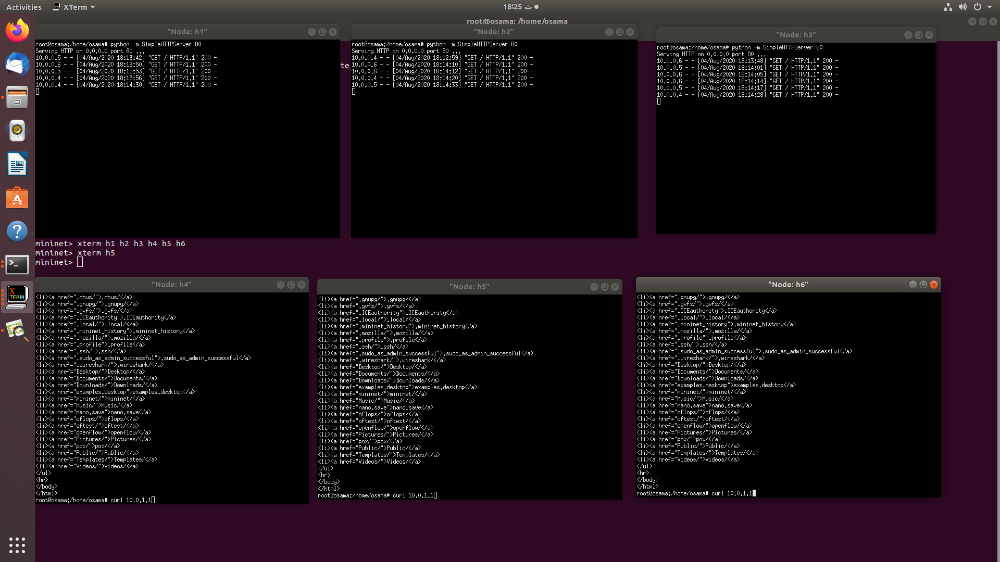 Activities
XTerm
18:25 ث
root@osama: /home/osama
"Node: h1"
root@osama:/home/osama# python -m SimpleHTTPServer 80
Serving HTTP on 0.0.0.0 port 80 ...
10.0.0.5 - - [04/Aug/2020 18:13:42] "GET / HTTP/1.1" 200 -
10.0.0.6 - - [04/Aug/2020 18:13:50] "GET / HTTP/1.1" 200 -
10.0.0.5 - - [04/Aug/2020 18:13:53] "GET / HTTP/1.1" 200 -
10.0.0.4 - - [04/Aug/2020 18:13:56] "GET / HTTP/1.1" 200 -
10.0.0.4 - - [04/Aug/2020 18:14:30] "GET / HTTP/1.1" 200 -
te
"Node: h2"
root@osama:/home/osama# python -m SimpleHTTPServer 80
Serving HTTP on 0.0.0.0 port 80 ...
10.0.0.4 - - [04/Aug/2020 18:12:59] "GET / HTTP/1.1" 200 -
10.0.0.6 - - [04/Aug/2020 18:14:10] "GET / HTTP/1.1" 200 -
10.0.0.6 - - [04/Aug/2020 18:14:12] "GET / HTTP/1.1" 200 -
10.0.0.4 - - [04/Aug/2020 18:14:20] "GET / HTTP/1.1" 200 -
10.0.0.5 - - [04/Aug/2020 18:14:33] "GET / HTTP/1.1" 200 -
"Node: h3"
root@osama:/home/osama# python -m SimpleHTTPServer 80
Serving HTTP on 0.0.0.0 port 80 ...
10.0.0.6 - - [04/Aug/2020 18:13:48] "GET / HTTP/1.1" 200 -
10.0.0.5 - - [04/Aug/2020 18:14:01] "GET / HTTP/1.1" 200 -
10.0.0.6 - - [04/Aug/2020 18:14:05] "GET / HTTP/1.1" 200 -
10.0.0.6 - - [04/Aug/2020 18:14:14] "GET / HTTP/1.1" 200 -
10.0.0.5 - - [04/Aug/2020 18:14:17] "GET / HTTP/1.1" 200 -
10.0.0.4 - - [04/Aug/2020 18:14:28] "GET / HTTP/1.1" 200 -
mininet> xterm h1 h2 h3 h4 h5 h6
mininet> xterm h5
mininet>
X
TERM
"Node: h4"
<li><a href=".dbus/">.dbus/</a>
<li><a href=".gnupg/">.gnupg/</a>
<li><a href=".gvfs/">.gvfs/</a>
<li><a href=".ICEauthority">.ICEauthority</a>
<li><a href=".local/">.local/</a>
<li><a href=".mininet_history">.mininet_history</a>
<li><a href=".mozilla/">.mozilla/</a>
<li><a href=".profile">.profile</a>
<li><a href=".ssh/">.ssh/</a>
<li><a href=".sudo_as_admin_successful">.sudo_as_admin_successful</a>
<li><a href=".wireshark/">.wireshark/</a>
<li><a href="Desktop/">Desktop/</a>
<li><a href="Documents/">Documents/</a>
<li><a href="Downloads/">Downloads/</a>
<li><a href="examples.desktop">examples.desktop</a>
<li><a href="mininet/">mininet/</a>
<li><a href="Music/">Music/</a>
<li><a href="nano.save">nano.save</a>
<li><a href="oflops/">oflops/</a>
<li><a href="oftest/">oftest/</a>
<li><a href="openflow/">openflow/</a>
<li><a href="Pictures/">Pictures/</a>
<li><a href="pox/">pox/</a>
<li><a href="Public/">Public/</a>
<li><a href="Templates/">Templates/</a>
<li><a href="Videos/">Videos/</a>
</ul>
<hr>
</body>
</html>
root@osama:/home/osama# curl 10.0.1.1
"Node: h5"
<li><a href=".gnupg/">.gnupg/</a>
<li><a href=".gvfs/">.gvfs/</a>
<li><a href=".ICEauthority">.ICEauthority</a>
<li><a href=".local/">.local/</a>
<li><a href=".mininet_history">.mininet_history</a>
<li><a href=".mozilla/">.mozilla/</a>
<li><a href=".profile">.profile</a>
<li><a href=".ssh/">.ssh/</a>
<li><a href=".sudo_as_admin_successful">.sudo_as_admin_successful</a>
<li><a href=".wireshark/">.wireshark/</a>
<li><a href="Desktop/">Desktop/</a>
<li><a href="Documents/">Documents/</a>
<li><a href="Downloads/">Downloads/</a>
<li><a href="examples.desktop">examples.desktop</a>
<li><a href="mininet/">mininet/</a>
<li><a href="Music/">Music/</a>
<li><a href="nano.save">nano.save</a>
<li><a href="oflops/">oflops/</a>
<li><a href="oftest/">oftest/</a>
<li><a href="openflow/">openflow/</a>
<li><a href="Pictures/">Pictures/</a>
<li><a href="pox/">pox/</a>
<li><a href="Public/">Public/</a>
<li><a href="Templates/">Templates/</a>
<li><a href="Videos/">Videos/</a>
</ul>
<hr>
</body>
</html>
root@osama:/home/osama# curl 10.0.1.1
"Node: h6"
<li><a href=".gnupg/">.gnupg/</a>
<li><a href=".gvfs/">.gvfs/</a>
<li><a href=".ICEauthority">.ICEauthority</a>
<li><a href=".local/">.local/</a>
<li><a href=".mininet_history">.mininet_history</a>
<li><a href=".mozilla/">.mozilla/</a>
<li><a href=".profile">.profile</a>
<li><a href=".ssh/">.ssh/</a>
<li><a href=".sudo_as_admin_successful">.sudo_as_admin_successful</a>
<li><a href=".wireshark/">.wireshark/</a>
<li><a href="Desktop/">Desktop/</a>
<li><a href="Documents/">Documents/</a>
<li><a href="Downloads/">Downloads/</a>
<li><a href="examples.desktop">examples.desktop</a>
<li><a href="mininet/">mininet/</a>
<li><a href="Music/">Music/</a>
<li><a href="nano.save">nano.save</a>
<li><a href="oflops/">oflops/</a>
<li><a href="oftest/">oftest/</a>
<li><a href="openflow/">openflow/</a>
<li><a href="Pictures/">Pictures/</a>
<li><a href="pox/">pox/</a>
<li><a href="Public/">Public/</a>
<li><a href="Templates/">Templates/</a>
<li><a href="Videos/">Videos/</a>
</ul>
<hr>
</body>
</html>
root@osama:/home/osama# curl 10.0.1.1